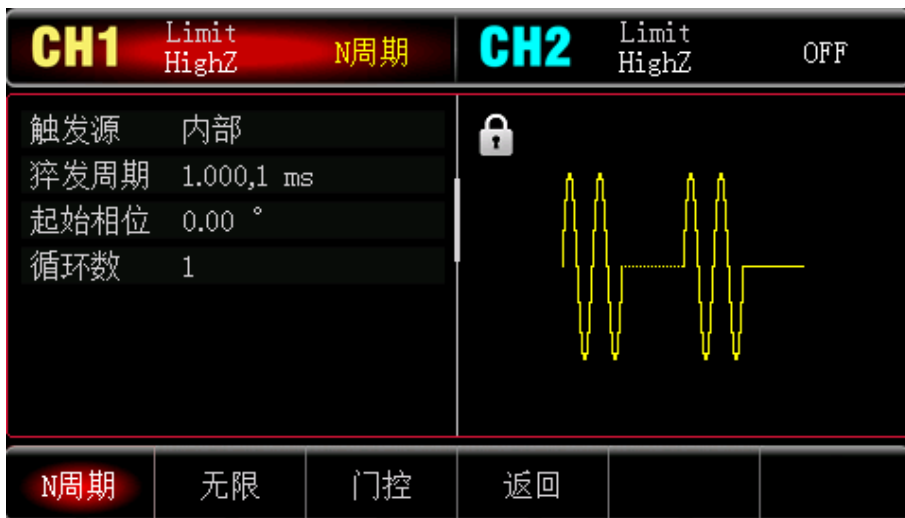 CH1 Limit HighZ N周期 CH2 Limit HighZ OFF
触发源 内部
猝发周期 1.000,1 ms
起始相位 0.00 °
循环数 1
N周期 无限 门控 返回